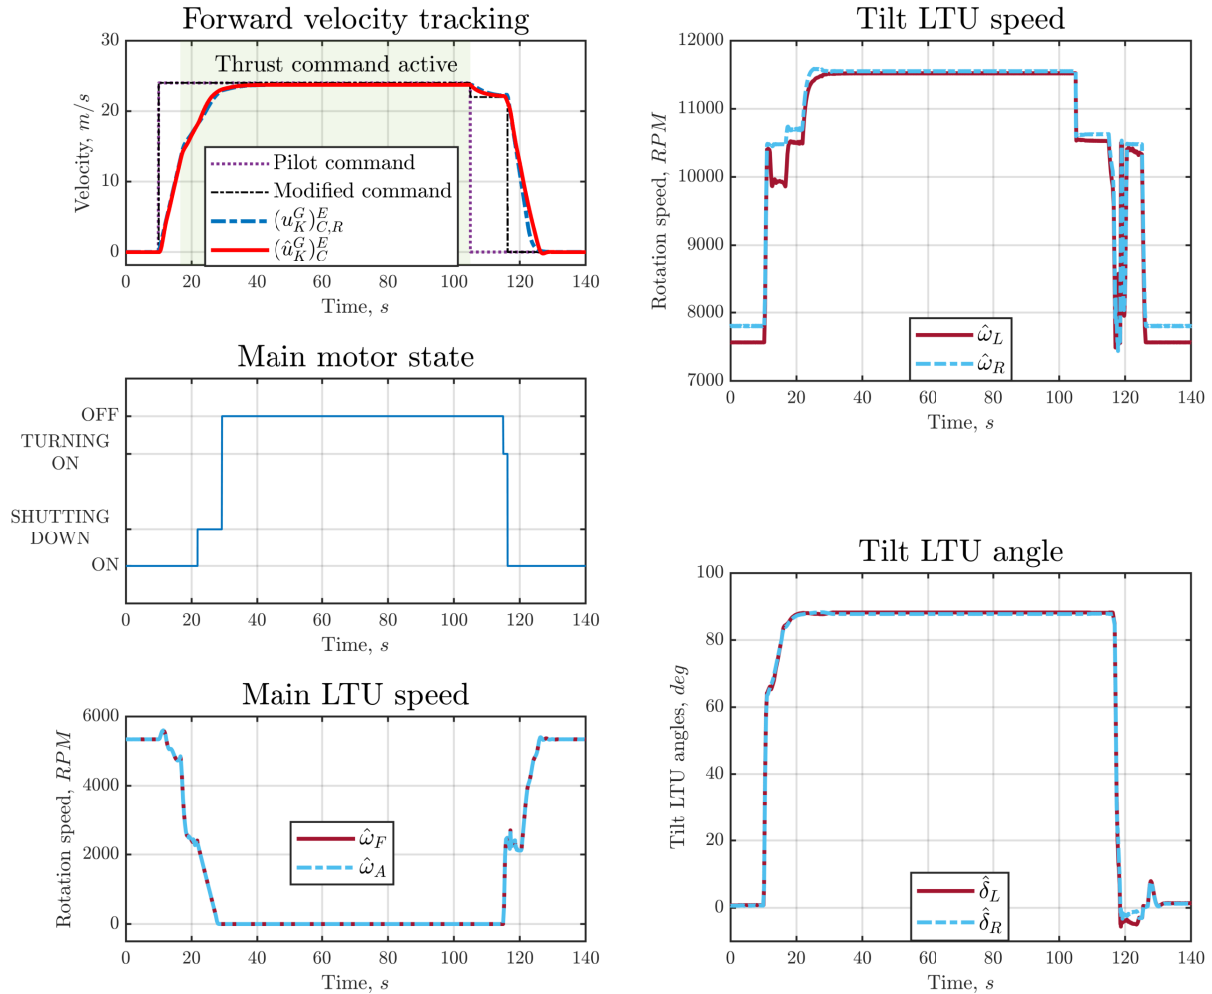 Forward velocity tracking
30
20
10
0
Velocity, m/s
Thrust command active
Pilot command
Modified command
(u_K^G)_{C,R}^E
(û_K^G)_C^E
0 20 40 60 80 100 120 140
Time, s
Main motor state
OFF
TURNING
ON
SHUTTING
DOWN
ON
0 20 40 60 80 100 120 140
Time, s
Main LTU speed
6000
4000
2000
0
Rotation speed, RPM
ω̂_F
ω̂_A
0 20 40 60 80 100 120 140
Time, s
Tilt LTU speed
12000
11000
10000
9000
8000
7000
Rotation speed, RPM
ω̂_L
ω̂_R
0 20 40 60 80 100 120 140
Time, s
Tilt LTU angle
100
80
60
40
20
0
Tilt LTU angles, deg
δ̂_L
δ̂_R
0 20 40 60 80 100 120 140
Time, s